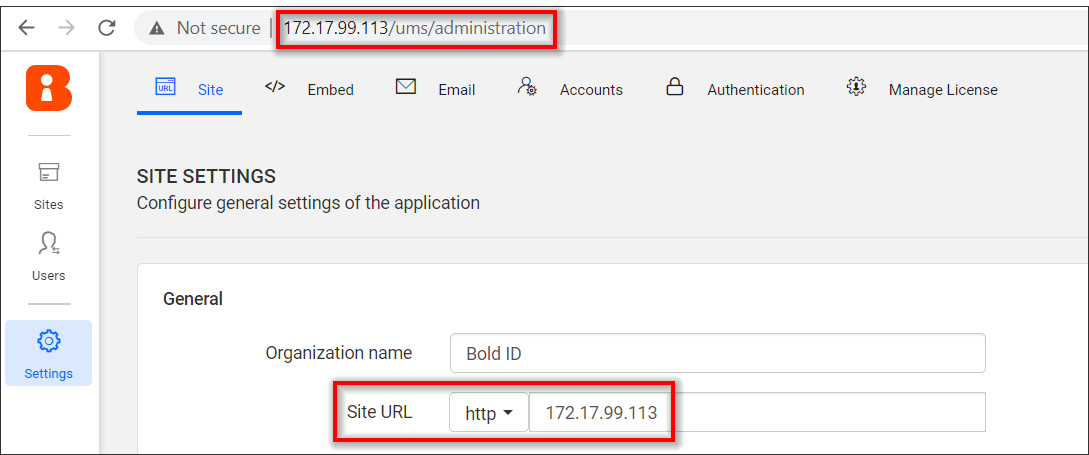 Not secure | 172.17.99.113/ums/administration
URL Site </> Embed Email Accounts Authentication Manage License
Sites
Users
Settings
SITE SETTINGS
Configure general settings of the application
General
Organization name Bold ID
Site URL http 172.17.99.113